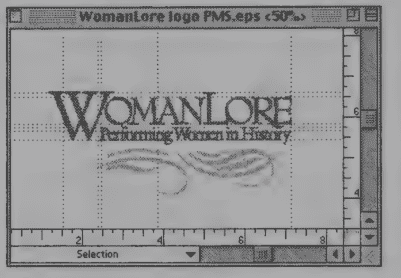 WomanLore logo PMS.eps <50%>
WOMANLORE
Performing Women in History
8
6
4
2 4 6 8
Selection